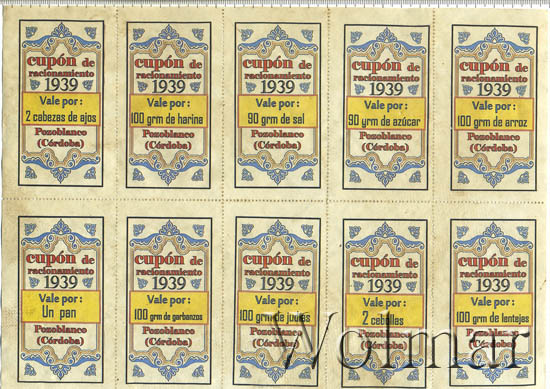 cupón de
racionamiento
1939
Vale por:
2 cabezas de ajos
Pozoblanco
(Córdoba)
cupón de
racionamiento
1939
Vale por:
100 grm de harina
Pozoblanco
(Córdoba)
cupón de
racionamiento
1939
Vale por:
90 grm de sal
Pozoblanco
(Córdoba)
cupón de
racionamiento
1939
Vale por:
90 grm de azúcar
Pozoblanco
(Córdoba)
cupón de
racionamiento
1939
Vale por:
100 grm de arroz
Pozoblanco
(Córdoba)
cupón de
racionamiento
1939
Vale por:
Un pan
Pozoblanco
(Córdoba)
cupón de
racionamiento
1939
Vale por:
100 grm de garbanzos
Pozoblanco
(Córdoba)
cupón de
racionamiento
1939
Vale por:
100 grm de judías
Pozoblanco
(Córdoba)
cupón de
racionamiento
1939
Vale por:
2 cebollas
Pozoblanco
(Córdoba)
cupón de
racionamiento
1939
Vale por:
100 grm de lentejas
Pozoblanco
(Córdoba)
Wolmar